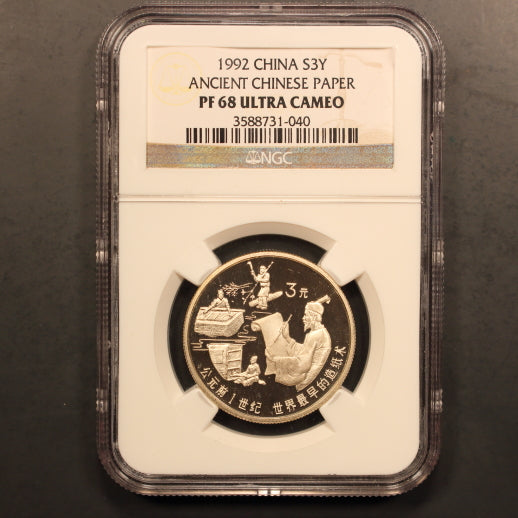 1992 CHINA S3Y
ANCIENT CHINESE PAPER
PF 68 ULTRA CAMEO
3588731-040
NGC
3元
公元前1世纪 世界最早的造纸术